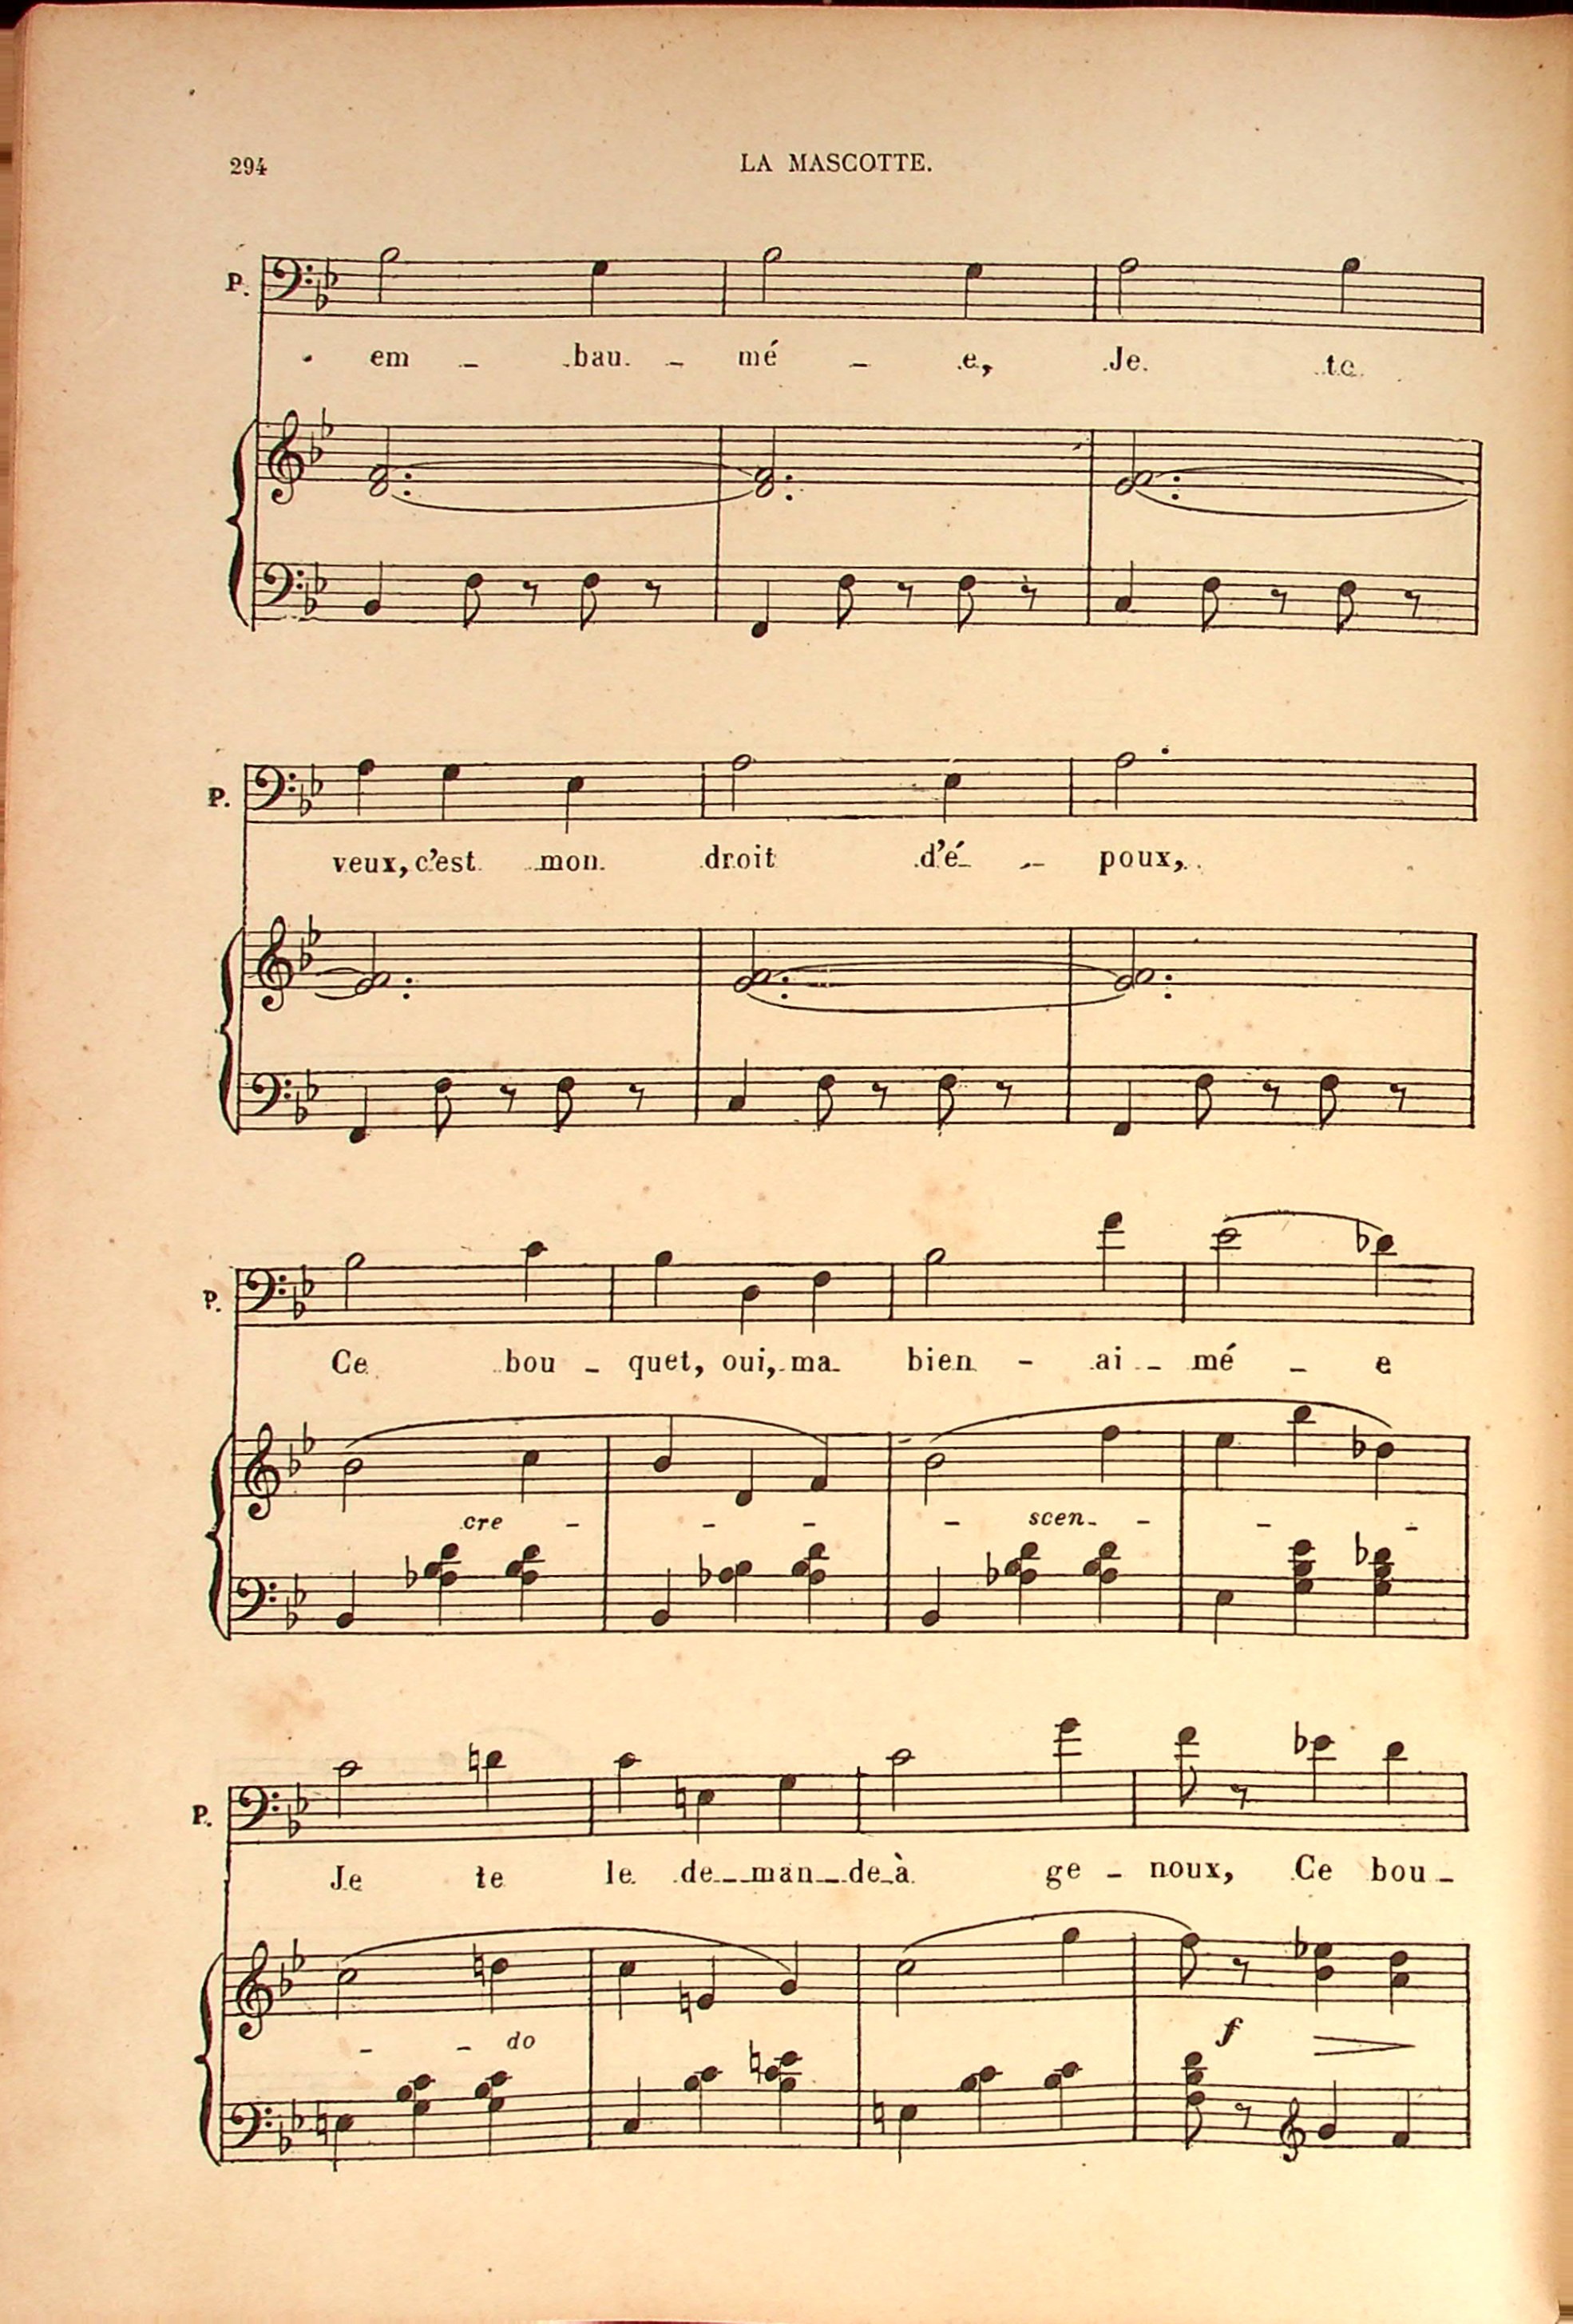 294 LA MASCOTTE.
P.
em - bau - mé - e, Je te
P.
veux, c'est mon droit d'é - poux,
P.
Ce bou - quet, oui, ma bien - ai - mé - e
cre - - - - scen - - - -
P.
Je te le de - man - de à ge - noux, Ce bou -
- - do f